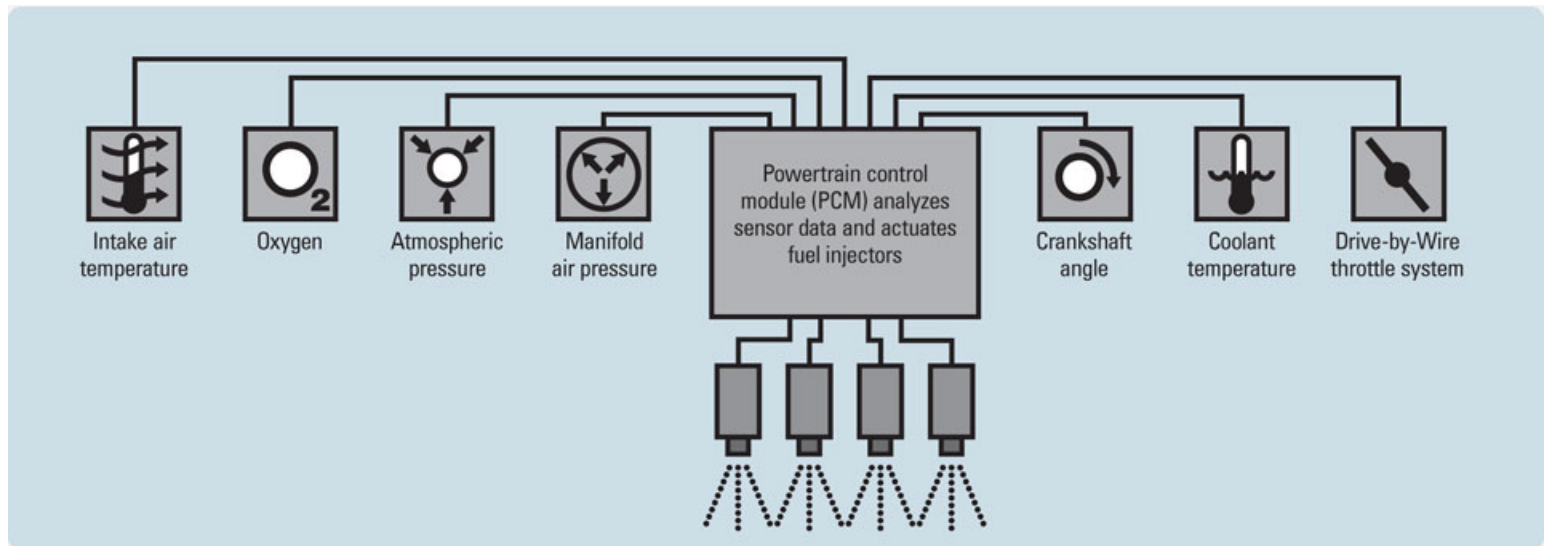 Powertrain control
module (PCM) analyzes
sensor data and actuates
fuel injectors
2
Intake air
temperature
Oxygen
Atmospheric
pressure
Manifold
air pressure
Crankshaft
angle
Coolant
temperature
Drive-by-Wire
throttle system